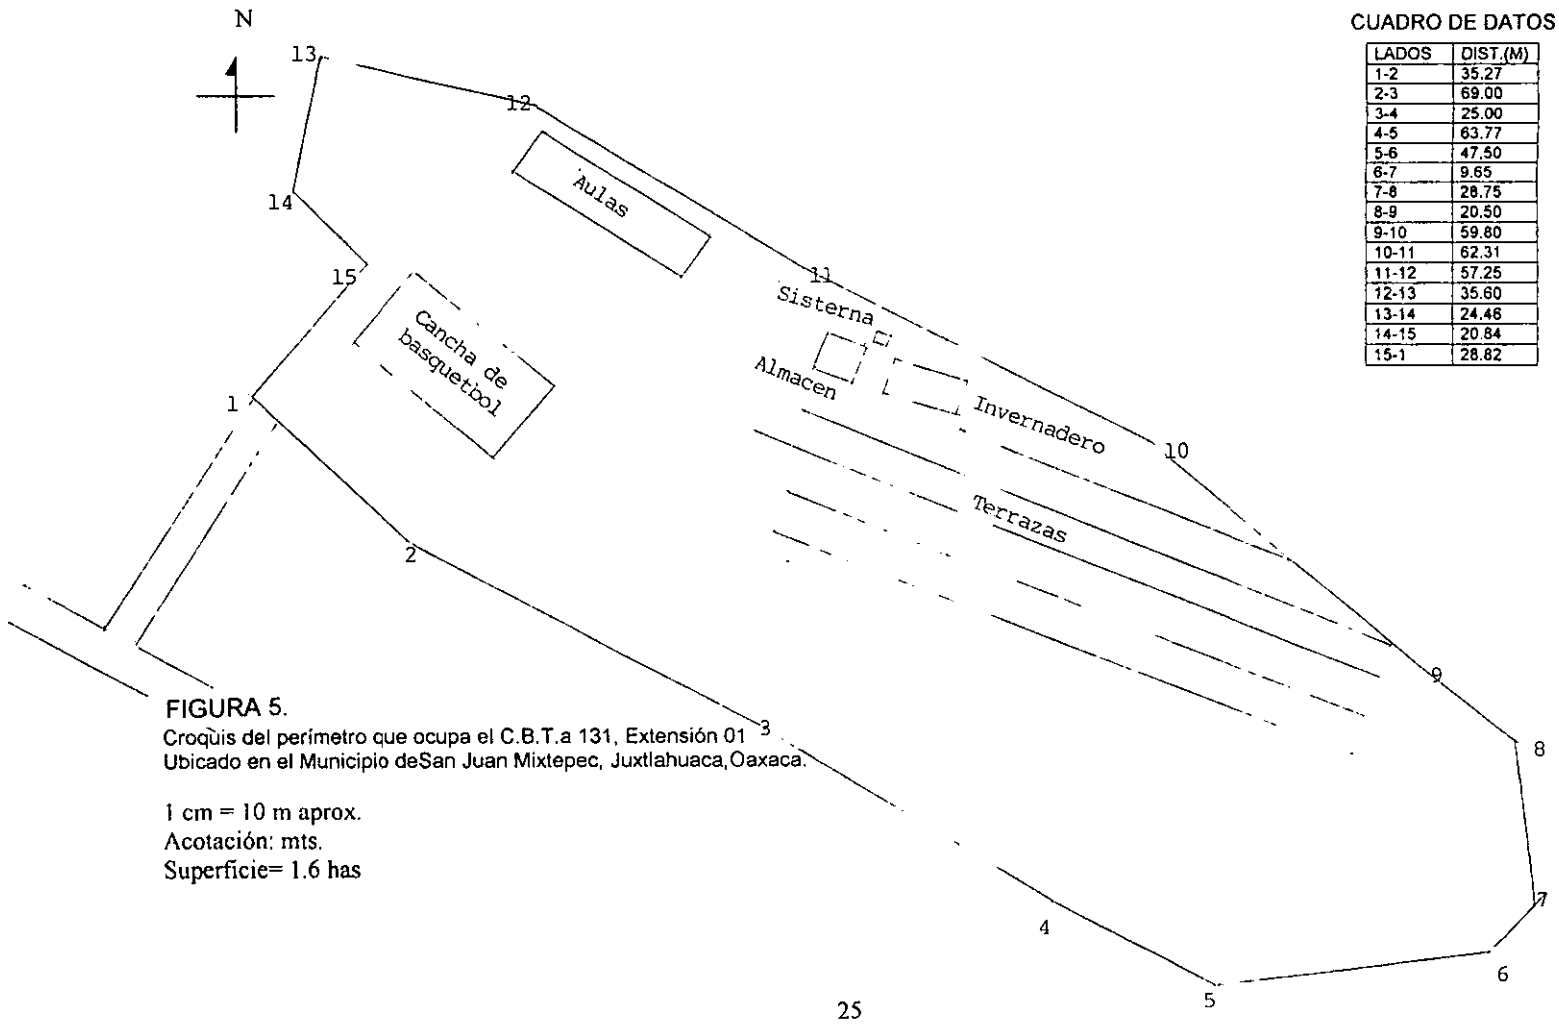 N
CUADRO DE DATOS
LADOS DIST.(M)
1-2 35.27
2-3 69.00
3-4 25.00
4-5 63.77
5-6 47.50
6-7 9.65
7-8 28.75
8-9 20.50
9-10 59.80
10-11 62.31
11-12 57.25
12-13 35.60
13-14 24.46
14-15 20.84
15-1 28.82
13
12
Aulas
14
15
11
Sisterna
Cancha de
basquetbol
Almacen
Invernadero
1
10
Terrazas
2
9
3
8
FIGURA 5.
Croquis del perímetro que ocupa el C.B.T.a 131, Extensión 01
Ubicado en el Municipio deSan Juan Mixtepec, Juxtlahuaca,Oaxaca.
1 cm = 10 m aprox.
Acotación: mts.
Superficie= 1.6 has
7
4
6
5
25